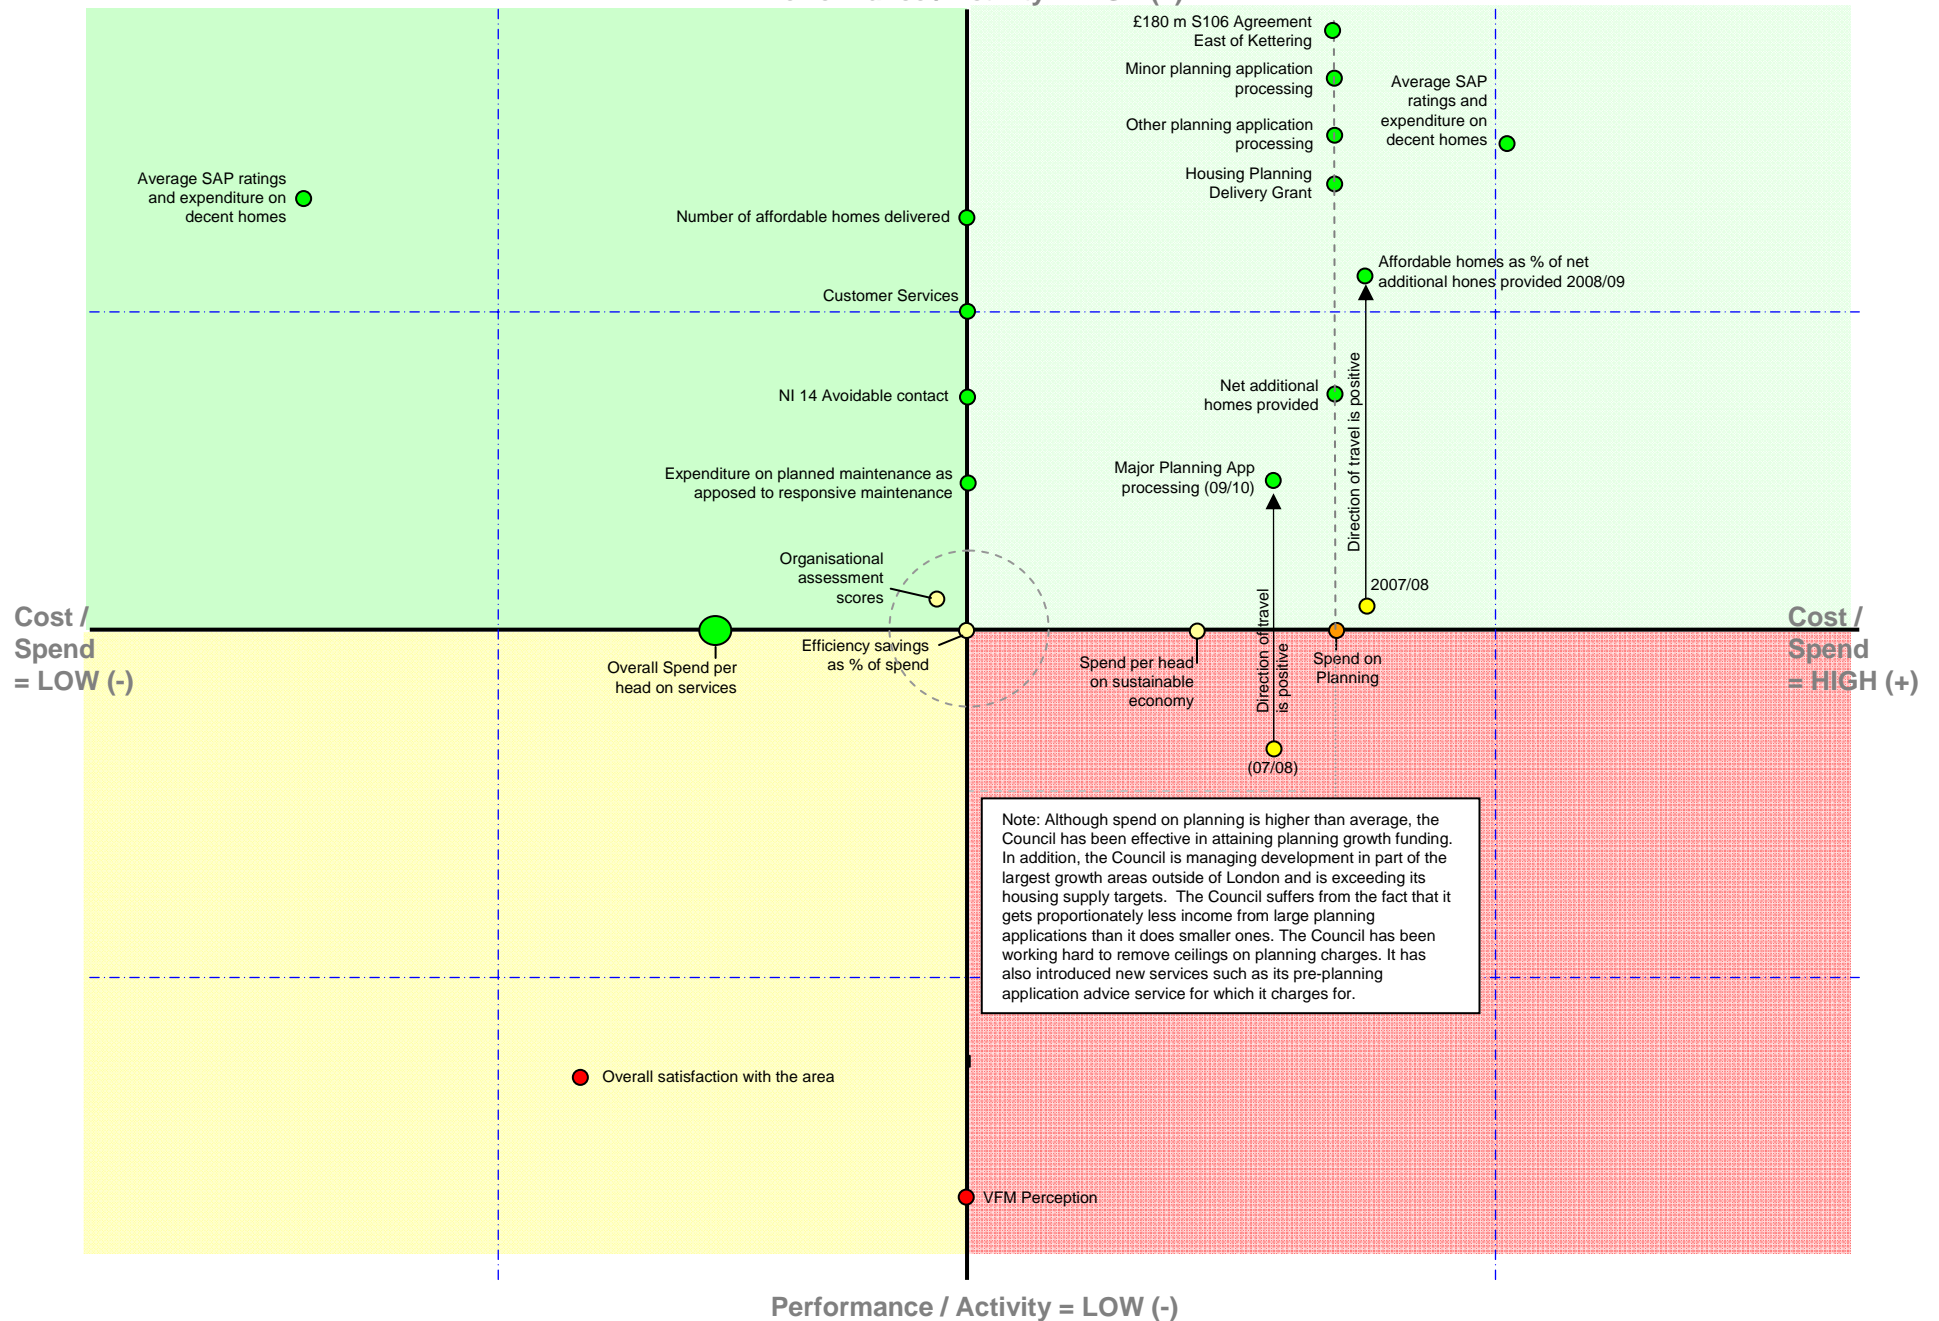 £180 m S106 Agreement
East of Kettering
Minor planning application
processing
Average SAP
ratings and
expenditure on
decent homes
Other planning application
processing
Housing Planning
Delivery Grant
Average SAP ratings
and expenditure on
decent homes
Number of affordable homes delivered
Affordable homes as % of net
additional hones provided 2008/09
Customer Services
Direction of travel is positive
Net additional
homes provided
NI 14 Avoidable contact
Major Planning App
processing (09/10)
Expenditure on planned maintenance as
apposed to responsive maintenance
Organisational
assessment
scores
2007/08
Cost /
Spend
= LOW (-)
Cost /
Spend
= HIGH (+)
Overall Spend per
head on services
Efficiency savings
as % of spend
Spend per head
on sustainable
economy
Direction of travel
is positive
Spend on
Planning
(07/08)
Note: Although spend on planning is higher than average, the
Council has been effective in attaining planning growth funding.
In addition, the Council is managing development in part of the
largest growth areas outside of London and is exceeding its
housing supply targets.  The Council suffers from the fact that it
gets proportionately less income from large planning
applications than it does smaller ones. The Council has been
working hard to remove ceilings on planning charges. It has
also introduced new services such as its pre-planning
application advice service for which it charges for.
Overall satisfaction with the area
VFM Perception
Performance / Activity = LOW (-)